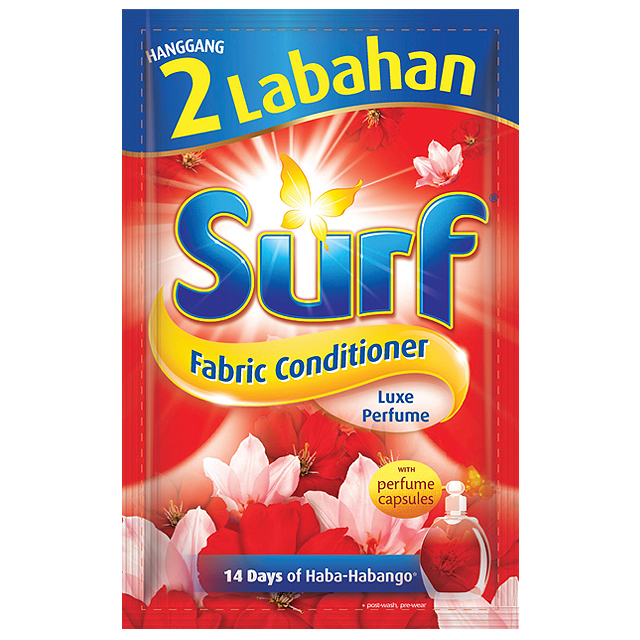 HANGGANG
2 Labahan
Surf®
Fabric Conditioner
Luxe
Perfume
WITH
perfume
capsules
14 Days of Haba-Habango*
* post-wash, pre-wear